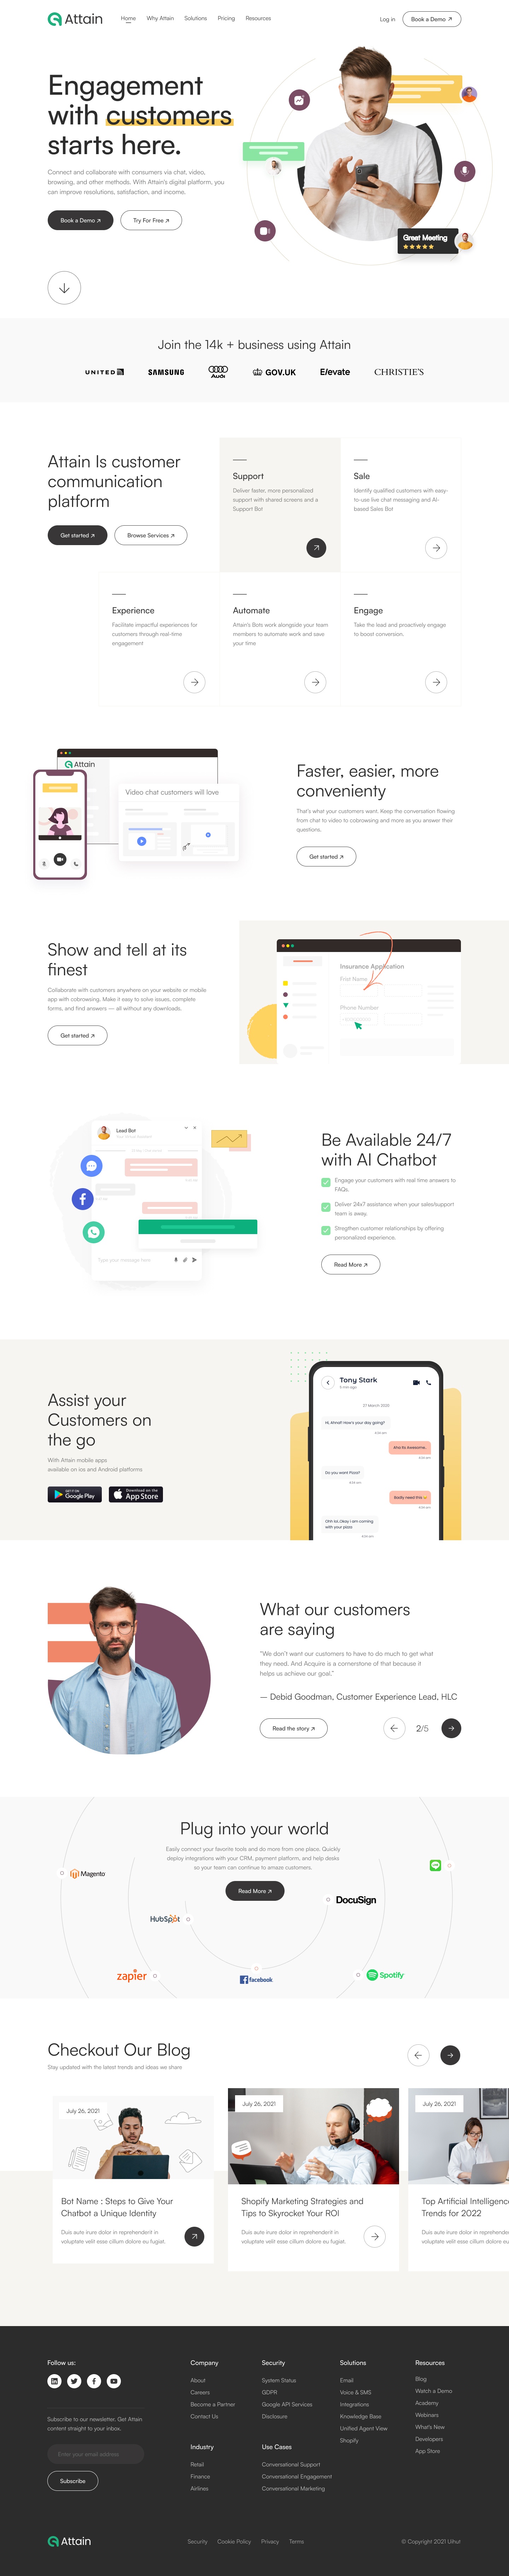 Attain
Home
Why Attain
Solutions
Pricing
Resources
Log in
Book a Demo ↗
Engagement
with customers
starts here.
Connect and collaborate with consumers via chat, video,
browsing, and other methods. With Attain's digital platform, you
can improve resolutions, satisfaction, and income.
Book a Demo ↗
Try For Free ↗
Great Meeting
Join the 14k + business using Attain
UNITED
SAMSUNG
Audi
GOV.UK
Elevate
CHRISTIE'S
Attain Is customer
communication
platform
Get started ↗
Browse Services ↗
Support
Deliver faster, more personalized
support with shared screens and a
Support Bot
Sale
Identify qualified customers with easy-
to-use live chat messaging and AI-
based Sales Bot
Experience
Facilitate impactful experiences for
customers through real-time
engagement
Automate
Attain's Bots work alongside your team
members to automate work and save
your time
Engage
Take the lead and proactively engage
to boost conversion.
Attain
Video chat customers will love
Faster, easier, more
convenienty
That's what your customers want. Keep the conversation flowing
from chat to video to cobrowsing and more as you answer their
questions.
Get started ↗
Show and tell at its
finest
Collaborate with customers anywhere on your website or mobile
app with cobrowsing. Make it easy to solve issues, complete
forms, and find answers — all without any downloads.
Get started ↗
Insurance Application
First Name
Phone Number
Lead Bot
Type your message here
Be Available 24/7
with AI Chatbot
Engage your customers with real time answers to
FAQs.
Deliver 24x7 assistance when your sales/support
team is away.
Stregthen customer relationships by offering
personalized experience.
Read More ↗
Assist your
Customers on
the go
With Attain mobile apps
available on ios and Android platforms
GET IT ON
Google Play
Download on the
App Store
Tony Stark
5 min ago
27 March 2020
Hi, Ahnaf! How's your day going?
Aha its Awesome..
Do you want Pizza?
Badly need this
Ohh! ks Okay i am coming
with your pizza
What our customers
are saying
"We don't want our customers to have to do much to get what
they need. And Acquire is a cornerstone of that because it
helps us achieve our goal."
— Debid Goodman, Customer Experience Lead, HLC
Read the story ↗
2/5
Plug into your world
Easily connect your favorite tools and do more from one place. Quickly
deploy integrations with your CRM, payment platform, and help desks
so your team can continue to amaze customers.
Read More ↗
Magento
LINE
DocuSign
HubSpot
zapier
facebook
Spotify
Checkout Our Blog
Stay updated with the latest trends and ideas we share
July 26, 2021
Bot Name : Steps to Give Your
Chatbot a Unique Identity
Duis aute irure dolor in reprehenderit in
voluptate velit esse cillum dolore eu fugiat.
July 26, 2021
Shopify Marketing Strategies and
Tips to Skyrocket Your ROI
Duis aute irure dolor in reprehenderit in
voluptate velit esse cillum dolore eu fugiat.
July 26, 2021
Top Artificial Intelligenc
Trends for 2022
Duis aute irure dolor in reprehende
voluptate velit esse cillum dolore eu
Follow us:
Subscribe to our newsletter. Get Attain
content straight to your inbox.
Enter your email address
Subscribe
Company
About
Careers
Become a Partner
Contact Us
Industry
Retail
Finance
Airlines
Security
System Status
GDPR
Google API Services
Disclosure
Use Cases
Conversational Support
Conversational Engagement
Conversational Marketing
Solutions
Email
Voice & SMS
Integrations
Knowledge Base
Unified Agent View
Shopify
Resources
Blog
Watch a Demo
Academy
Webinars
What's New
Developers
App Store
Attain
Security
Cookie Policy
Privacy
Terms
© Copyright 2021 Uihut